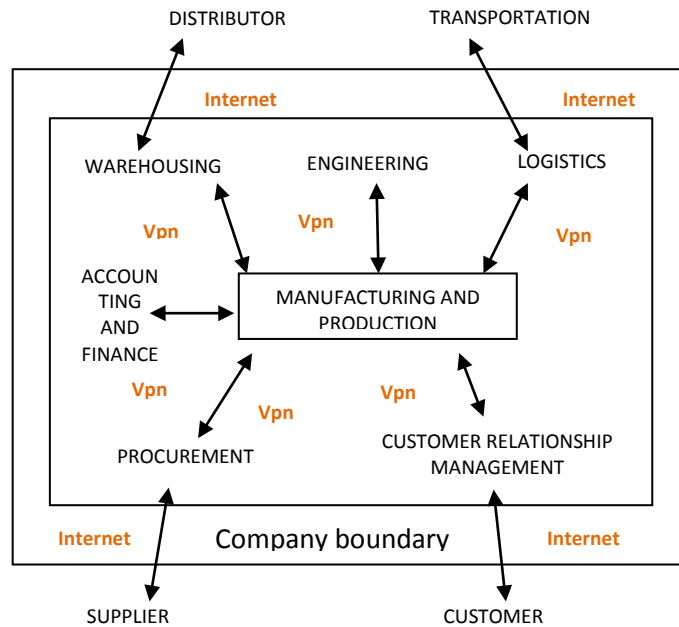 DISTRIBUTOR
TRANSPORTATION
Internet
Internet
WAREHOUSING
ENGINEERING
LOGISTICS
Vpn
Vpn
Vpn
ACCOUN
TING
AND
FINANCE
MANUFACTURING AND
PRODUCTION
Vpn
Vpn
Vpn
PROCUREMENT
CUSTOMER RELATIONSHIP
MANAGEMENT
Internet
Company boundary
Internet
SUPPLIER
CUSTOMER